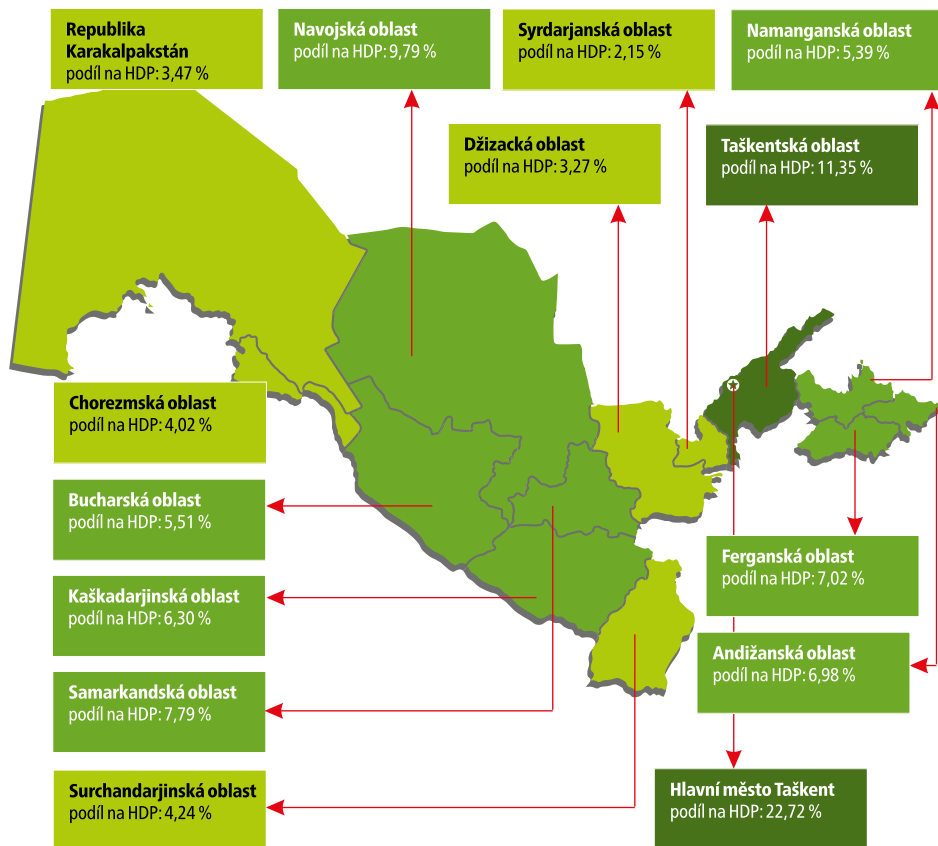 Republika
Karakalpakstán
podíl na HDP: 3,47 %
Navojská oblast
podíl na HDP: 9,79 %
Syrdarjanská oblast
podíl na HDP: 2,15 %
Namanganská oblast
podíl na HDP: 5,39 %
Džizacká oblast
podíl na HDP: 3,27 %
Taškentská oblast
podíl na HDP: 11,35 %
Chorezmská oblast
podíl na HDP: 4,02 %
Bucharská oblast
podíl na HDP: 5,51 %
Kaškadarjinská oblast
podíl na HDP: 6,30 %
Samarkandská oblast
podíl na HDP: 7,79 %
Surchandarjinská oblast
podíl na HDP: 4,24 %
Ferganská oblast
podíl na HDP: 7,02 %
Andižanská oblast
podíl na HDP: 6,98 %
Hlavní město Taškent
podíl na HDP: 22,72 %